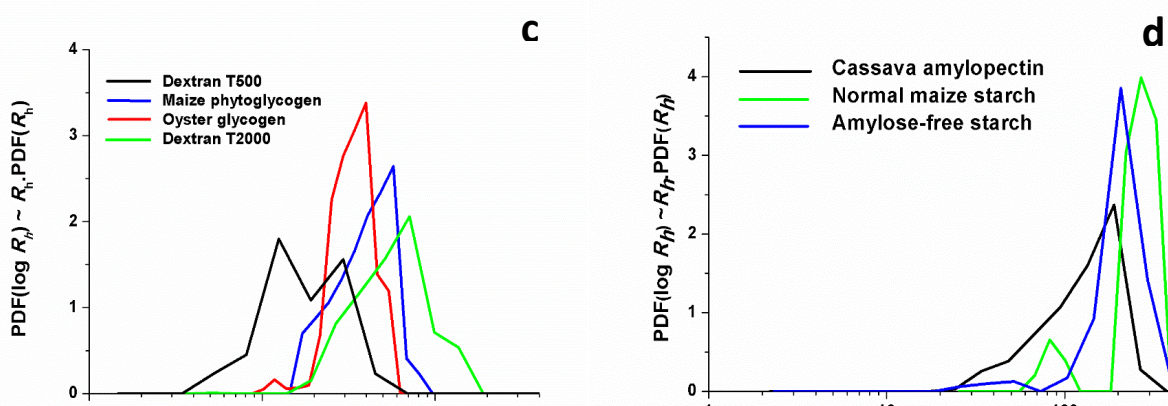 c
4
3
2
1
0
PDF(log Rh) ~ Rh.PDF(Rh)
Dextran T500
Maize phytoglycogen
Oyster glycogen
Dextran T2000
d
4
3
2
1
0
PDF(log Rh) ~Rh.PDF(Rh)
Cassava amylopectin
Normal maize starch
Amylose-free starch